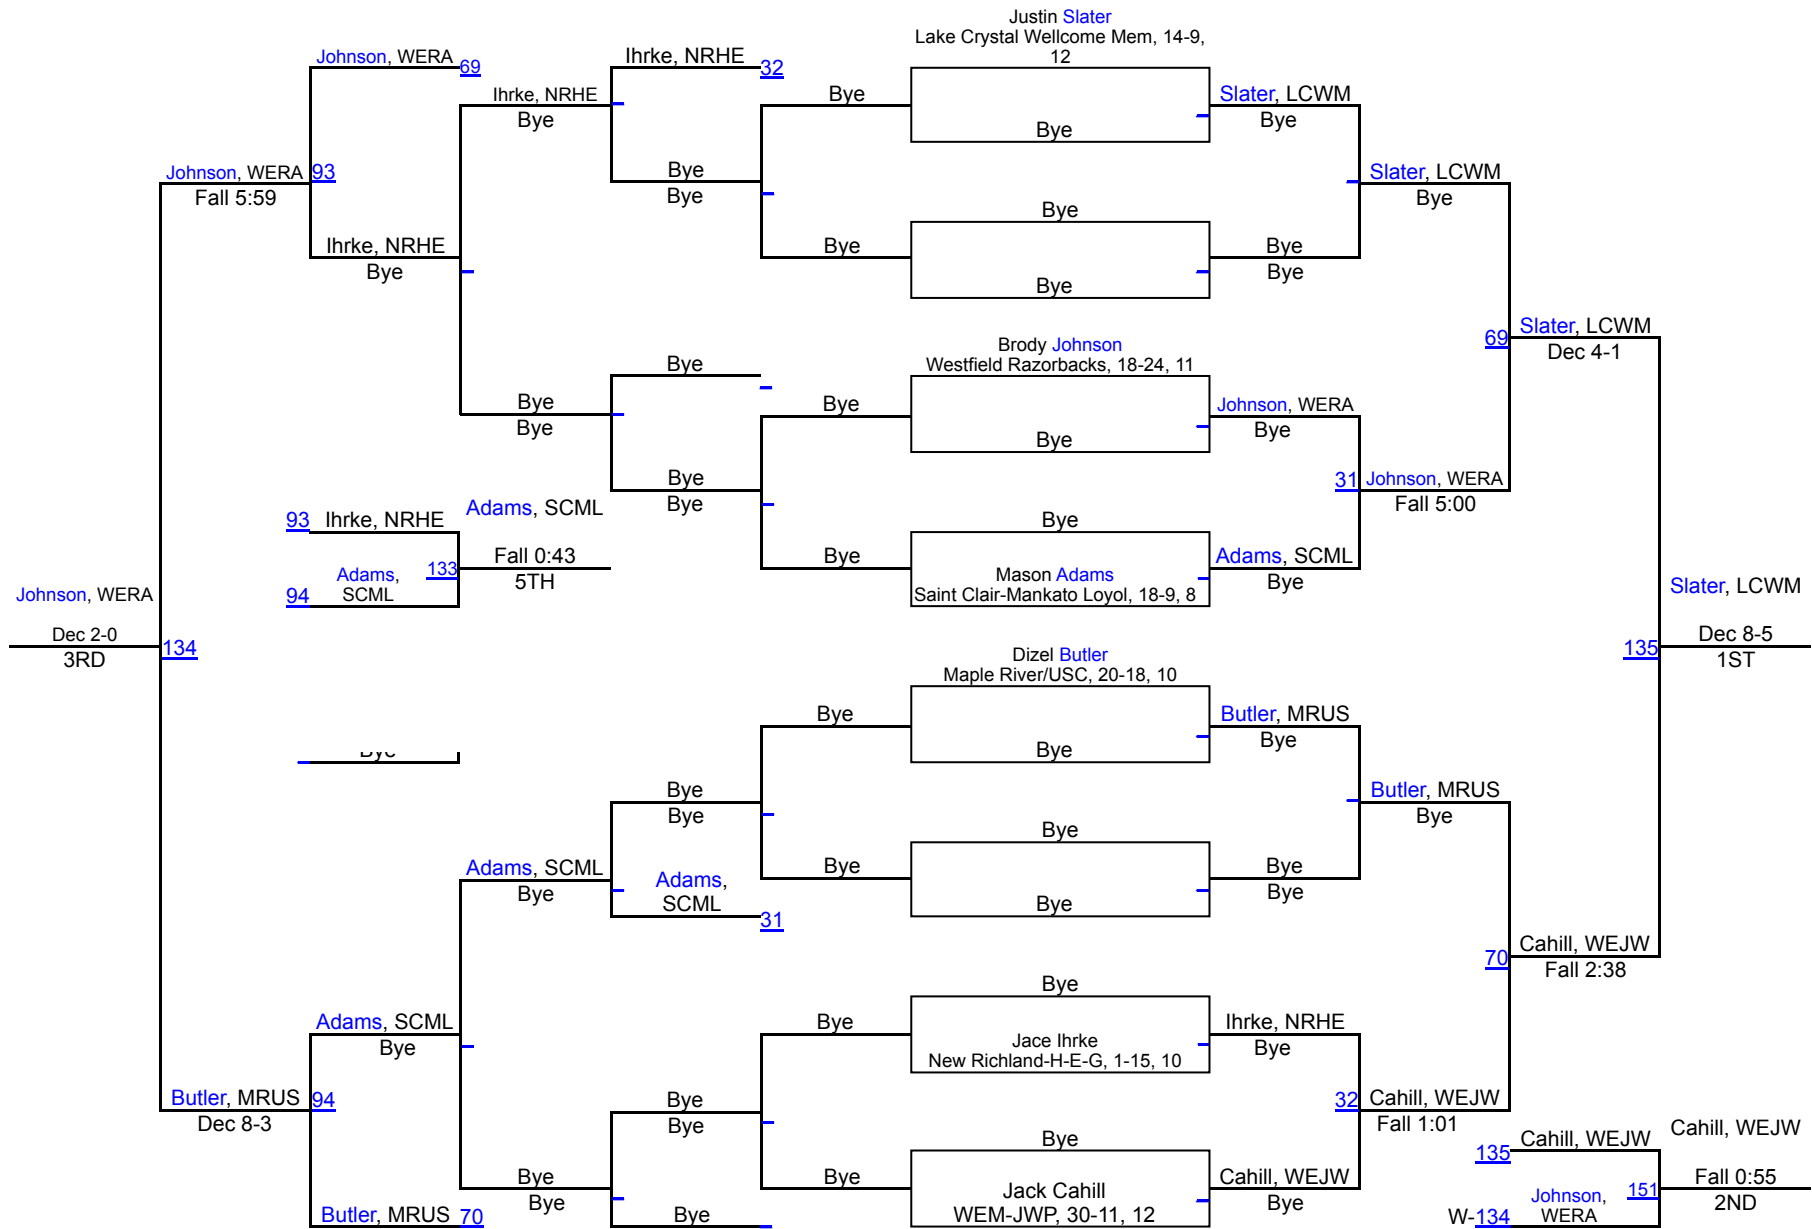 Justin Slater
Lake Crystal Wellcome Mem, 14-9,
12
Johnson, WERA 69
Ihrke, NRHE 32
Ihrke, NRHE
Bye
Bye
Bye
Slater, LCWM
Bye
Johnson, WERA 93
Fall 5:59
Bye
Bye
Slater, LCWM
Bye
Ihrke, NRHE
Bye
Bye
Bye
Bye
Bye
Bye
Brody Johnson
Westfield Razorbacks, 18-24, 11
69 Slater, LCWM
Dec 4-1
Bye
Bye
Bye
Bye
Bye
Johnson, WERA
Bye
Bye
Bye
31 Johnson, WERA
Fall 5:00
93 Ihrke, NRHE
Adams, SCML
Fall 0:43
5TH
133
94 Adams,
SCML
Bye
Bye
Mason Adams
Saint Clair-Mankato Loyol, 18-9, 8
Adams, SCML
Bye
Johnson, WERA
Dec 2-0
3RD
134
Slater, LCWM
135 Dec 8-5
1ST
Dizel Butler
Maple River/USC, 20-18, 10
Bye
Bye
Butler, MRUS
Bye
Bye
Bye
Bye
Butler, MRUS
Bye
Adams, SCML
Bye
Adams,
SCML
31
Bye
Bye
Bye
Bye
Bye
70 Cahill, WEJW
Fall 2:38
Adams, SCML
Bye
Bye
Bye
Jace Ihrke
New Richland-H-E-G, 1-15, 10
Ihrke, NRHE
Bye
Butler, MRUS 94
Dec 8-3
Bye
Bye
32 Cahill, WEJW
Fall 1:01
Bye
Bye
Butler, MRUS 70
Bye
Bye
Bye
Jack Cahill
WEM-JWP, 30-11, 12
Cahill, WEJW
Bye
135 Cahill, WEJW
Cahill, WEJW
Fall 0:55
2ND
151
W-134 Johnson,
WERA